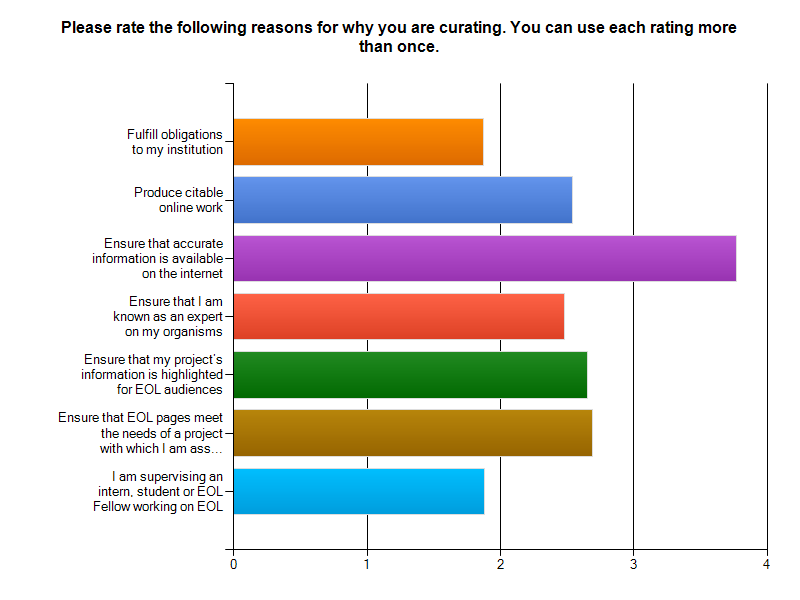 Please rate the following reasons for why you are curating. You can use each rating more
than once.
Fulfill obligations
to my institution
Produce citable
online work
Ensure that accurate
information is available
on the internet
Ensure that I am
known as an expert
on my organisms
Ensure that my project's
information is highlighted
for EOL audiences
Ensure that EOL pages meet
the needs of a project
with which I am ass...
I am supervising an
intern, student or EOL
Fellow working on EOL
0 1 2 3 4